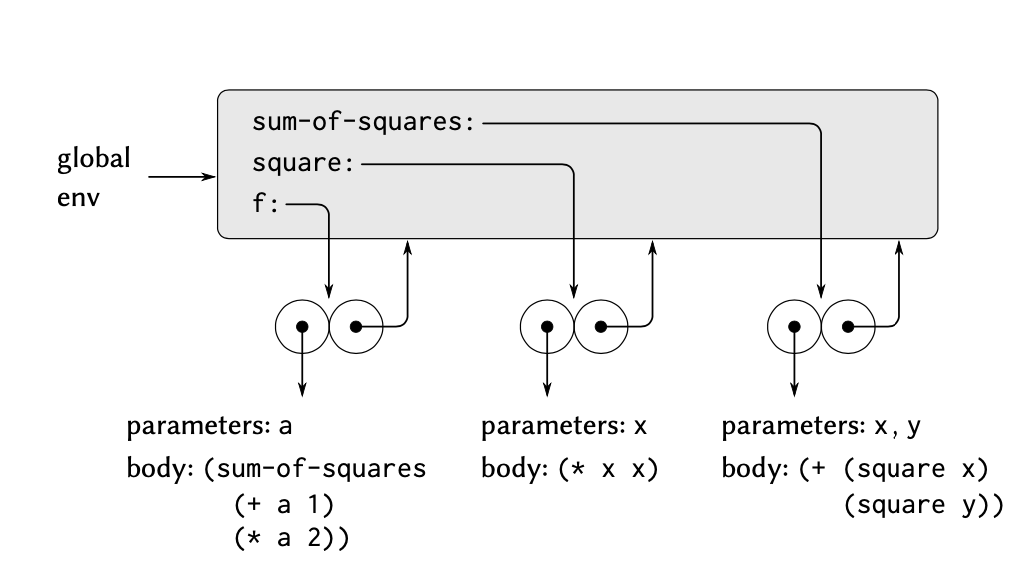 global
env
sum-of-squares:
square:
f:
parameters: a
body: (sum-of-squares
(+ a 1)
(* a 2))
parameters: x
body: (* x x)
parameters: x, y
body: (+ (square x)
(square y))